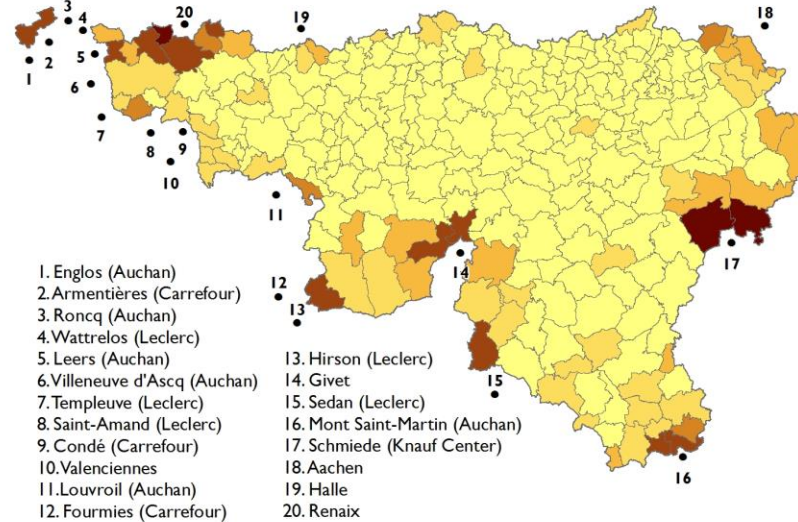 20
19
18
3
4
5
1
2
6
7
8
9
10
11
17
14
12
13
15
16
1. Englos (Auchan)
2. Armentières (Carrefour)
3. Roncq (Auchan)
4. Wattrelos (Leclerc)
5. Leers (Auchan)
6. Villeneuve d'Ascq (Auchan)
7. Templeuve (Leclerc)
8. Saint-Amand (Leclerc)
9. Condé (Carrefour)
10. Valenciennes
11. Louvroil (Auchan)
12. Fourmies (Carrefour)
13. Hirson (Leclerc)
14. Givet
15. Sedan (Leclerc)
16. Mont Saint-Martin (Auchan)
17. Schmiede (Knauf Center)
18. Aachen
19. Halle
20. Renaix